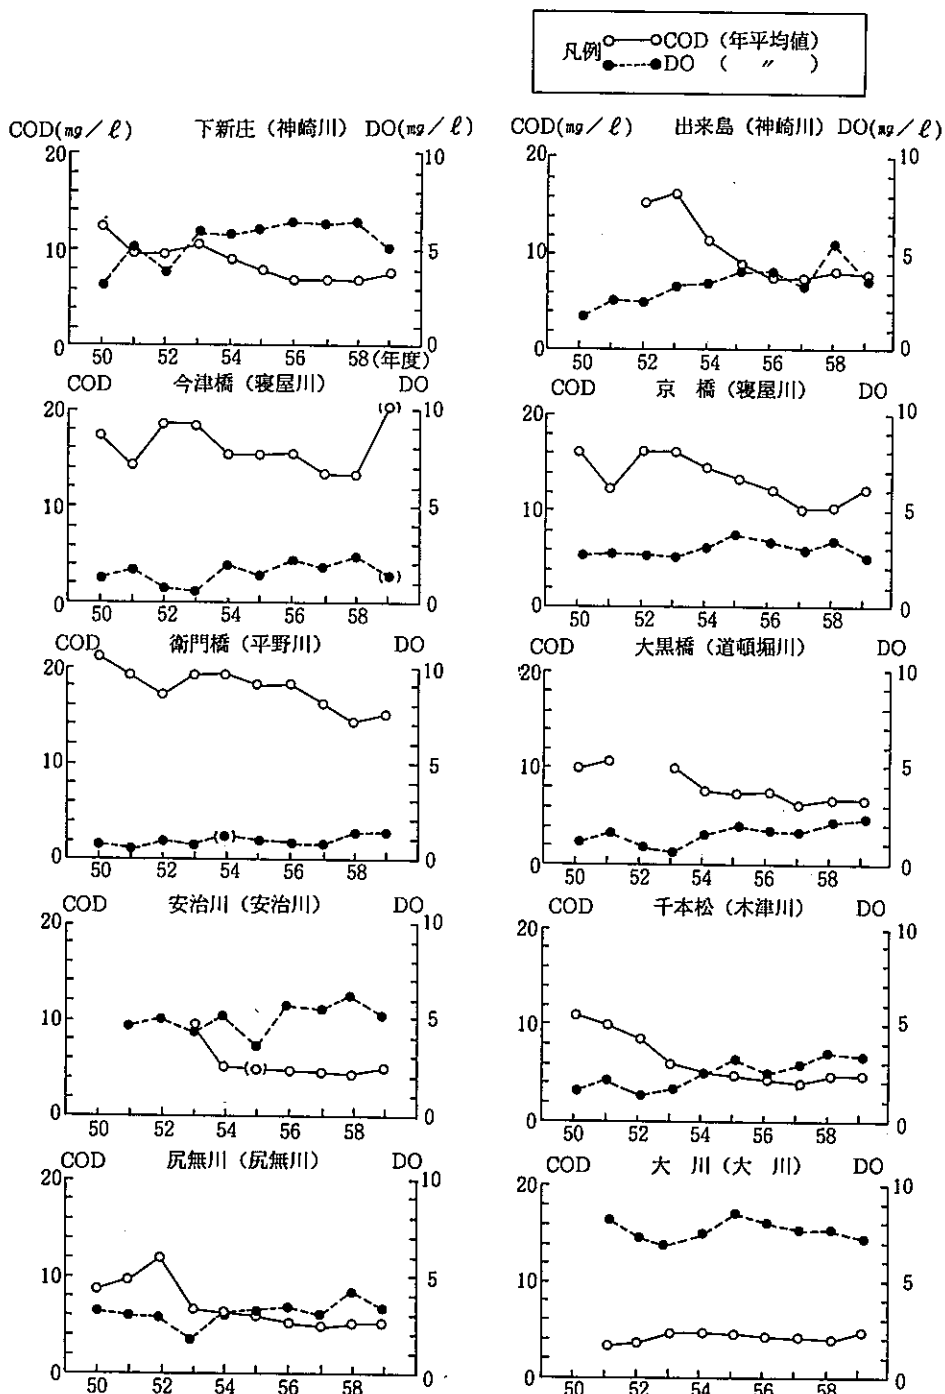 凡例 COD（年平均値）
DO （ 〃 ）
COD(mg／ℓ) 下新庄（神崎川） DO(mg／ℓ)
20 10
10 5
0 0
50 52 54 56 58 (年度)
COD(mg／ℓ) 出来島（神崎川） DO(mg／ℓ)
20 10
10 5
0 0
50 52 54 56 58
COD 今津橋（寝屋川） DO
20 10
10 5
0 0
50 52 54 56 58
COD 京 橋（寝屋川） DO
20 10
10 5
0 0
50 52 54 56 58
COD 衛門橋（平野川） DO
20 10
10 5
0 0
50 52 54 56 58
COD 大黒橋（道頓堀川） DO
20 10
10 5
0 0
50 52 54 56 58
COD 安治川（安治川） DO
20 10
10 5
0 0
50 52 54 56 58
COD 千本松（木津川） DO
20 10
10 5
0 0
50 52 54 56 58
COD 尻無川（尻無川） DO
20 10
10 5
0 0
50 52 54 56 58
COD 大 川（大 川） DO
20 10
10 5
0 0
50 52 54 56 58